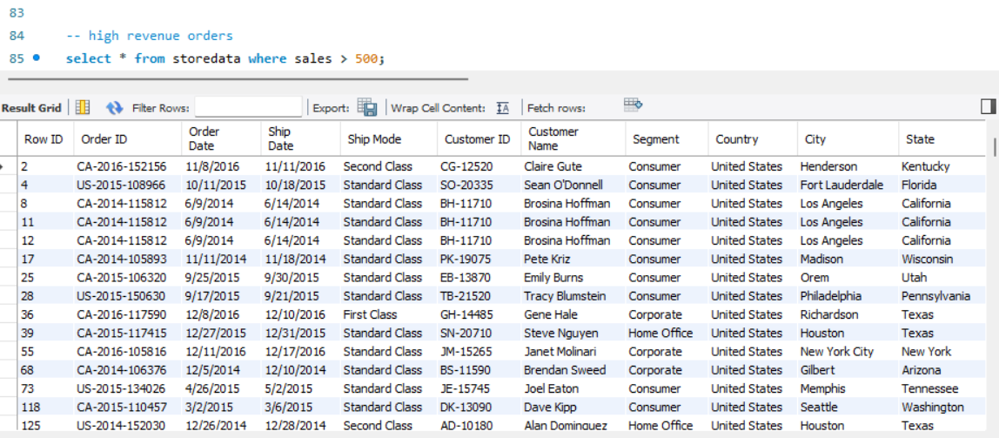 83
84 -- high revenue orders
85 select * from storedata where sales > 500;
Result Grid Filter Rows: Export: Wrap Cell Content: IA Fetch rows:
Row ID Order ID Order Date Ship Date Ship Mode Customer ID Customer Name Segment Country City State
2 CA-2016-152156 11/8/2016 11/11/2016 Second Class CG-12520 Claire Gute Consumer United States Henderson Kentucky
4 US-2015-108966 10/11/2015 10/18/2015 Standard Class SO-20335 Sean O'Donnell Consumer United States Fort Lauderdale Florida
8 CA-2014-115812 6/9/2014 6/14/2014 Standard Class BH-11710 Brosina Hoffman Consumer United States Los Angeles California
11 CA-2014-115812 6/9/2014 6/14/2014 Standard Class BH-11710 Brosina Hoffman Consumer United States Los Angeles California
12 CA-2014-115812 6/9/2014 6/14/2014 Standard Class BH-11710 Brosina Hoffman Consumer United States Los Angeles California
17 CA-2014-105893 11/11/2014 11/18/2014 Standard Class PK-19075 Pete Kriz Consumer United States Madison Wisconsin
25 CA-2015-106320 9/25/2015 9/30/2015 Standard Class EB-13870 Emily Burns Consumer United States Orem Utah
28 US-2015-150630 9/17/2015 9/21/2015 Standard Class TB-21520 Tracy Blumstein Consumer United States Philadelphia Pennsylvania
36 CA-2016-117590 12/8/2016 12/10/2016 First Class GH-14485 Gene Hale Corporate United States Richardson Texas
39 CA-2015-117415 12/27/2015 12/31/2015 Standard Class SN-20710 Steve Nguyen Home Office United States Houston Texas
55 CA-2016-105816 12/11/2016 12/17/2016 Standard Class JM-15265 Janet Molinari Corporate United States New York City New York
68 CA-2014-106376 12/5/2014 12/10/2014 Standard Class BS-11590 Brendan Sweed Corporate United States Gilbert Arizona
73 US-2015-134026 4/26/2015 5/2/2015 Standard Class JE-15745 Joel Eaton Consumer United States Memphis Tennessee
118 CA-2015-110457 3/2/2015 3/6/2015 Standard Class DK-13090 Dave Kipp Consumer United States Seattle Washington
125 US-2014-152030 12/26/2014 12/28/2014 Second Class AD-10180 Alan Dominguez Home Office United States Houston Texas